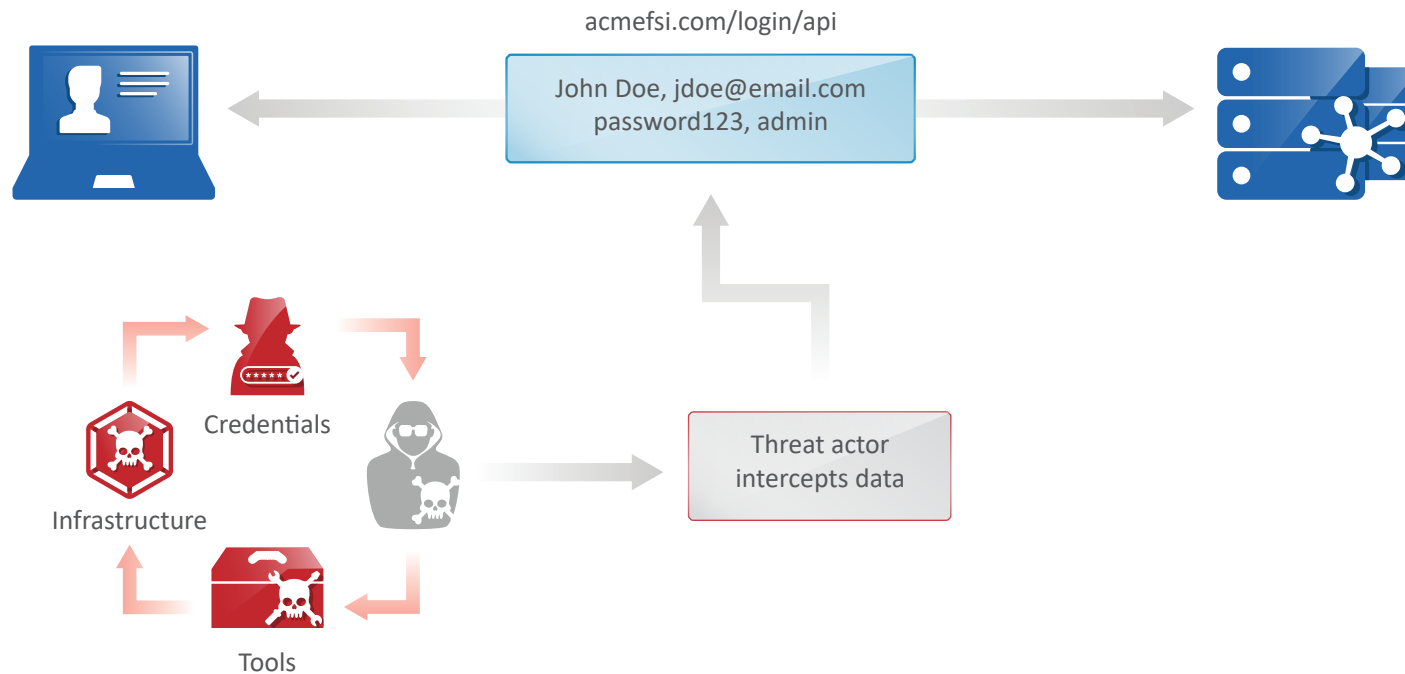 acmefsi.com/login/api
John Doe, jdoe@email.com
password123, admin
*****
Credentials
Threat actor
intercepts data
Infrastructure
Tools